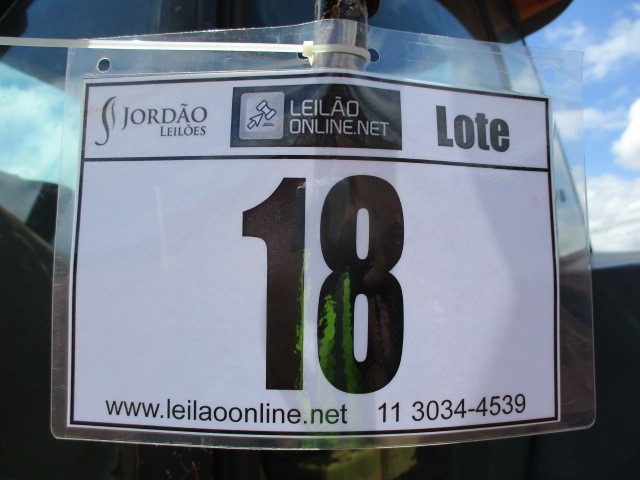 JORDÃO
LEILÕES
LEILÃO
ONLINE.NET
Lote
18
www.leilaoonline.net 11 3034-4539